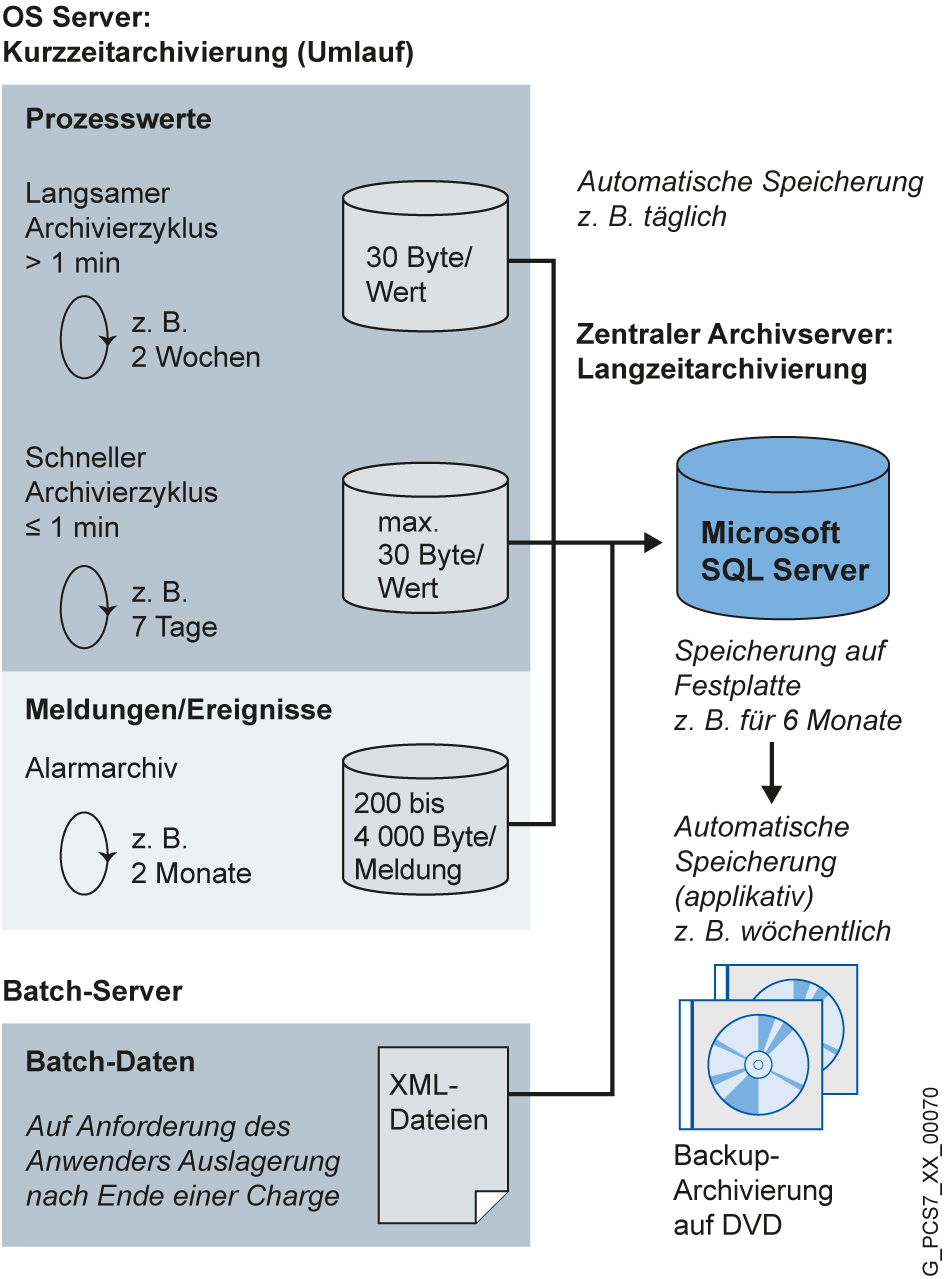 OS Server:
Kurzzeitarchivierung (Umlauf)
Prozesswerte
Langsamer
Archivierzyklus
> 1 min
z. B.
2 Wochen
30 Byte/
Wert
Schneller
Archivierzyklus
≤ 1 min
z. B.
7 Tage
max.
30 Byte/
Wert
Meldungen/Ereignisse
Alarmarchiv
z. B.
2 Monate
200 bis
4 000 Byte/
Meldung
Batch-Server
Batch-Daten
Auf Anforderung des
Anwenders Auslagerung
nach Ende einer Charge
XML-
Dateien
Automatische Speicherung
z. B. täglich
Zentraler Archivserver:
Langzeitarchivierung
Microsoft
SQL Server
Speicherung auf
Festplatte
z. B. für 6 Monate
Automatische
Speicherung
(applikativ)
z. B. wöchentlich
Backup-
Archivierung
auf DVD
G_PCS7_XX_00070